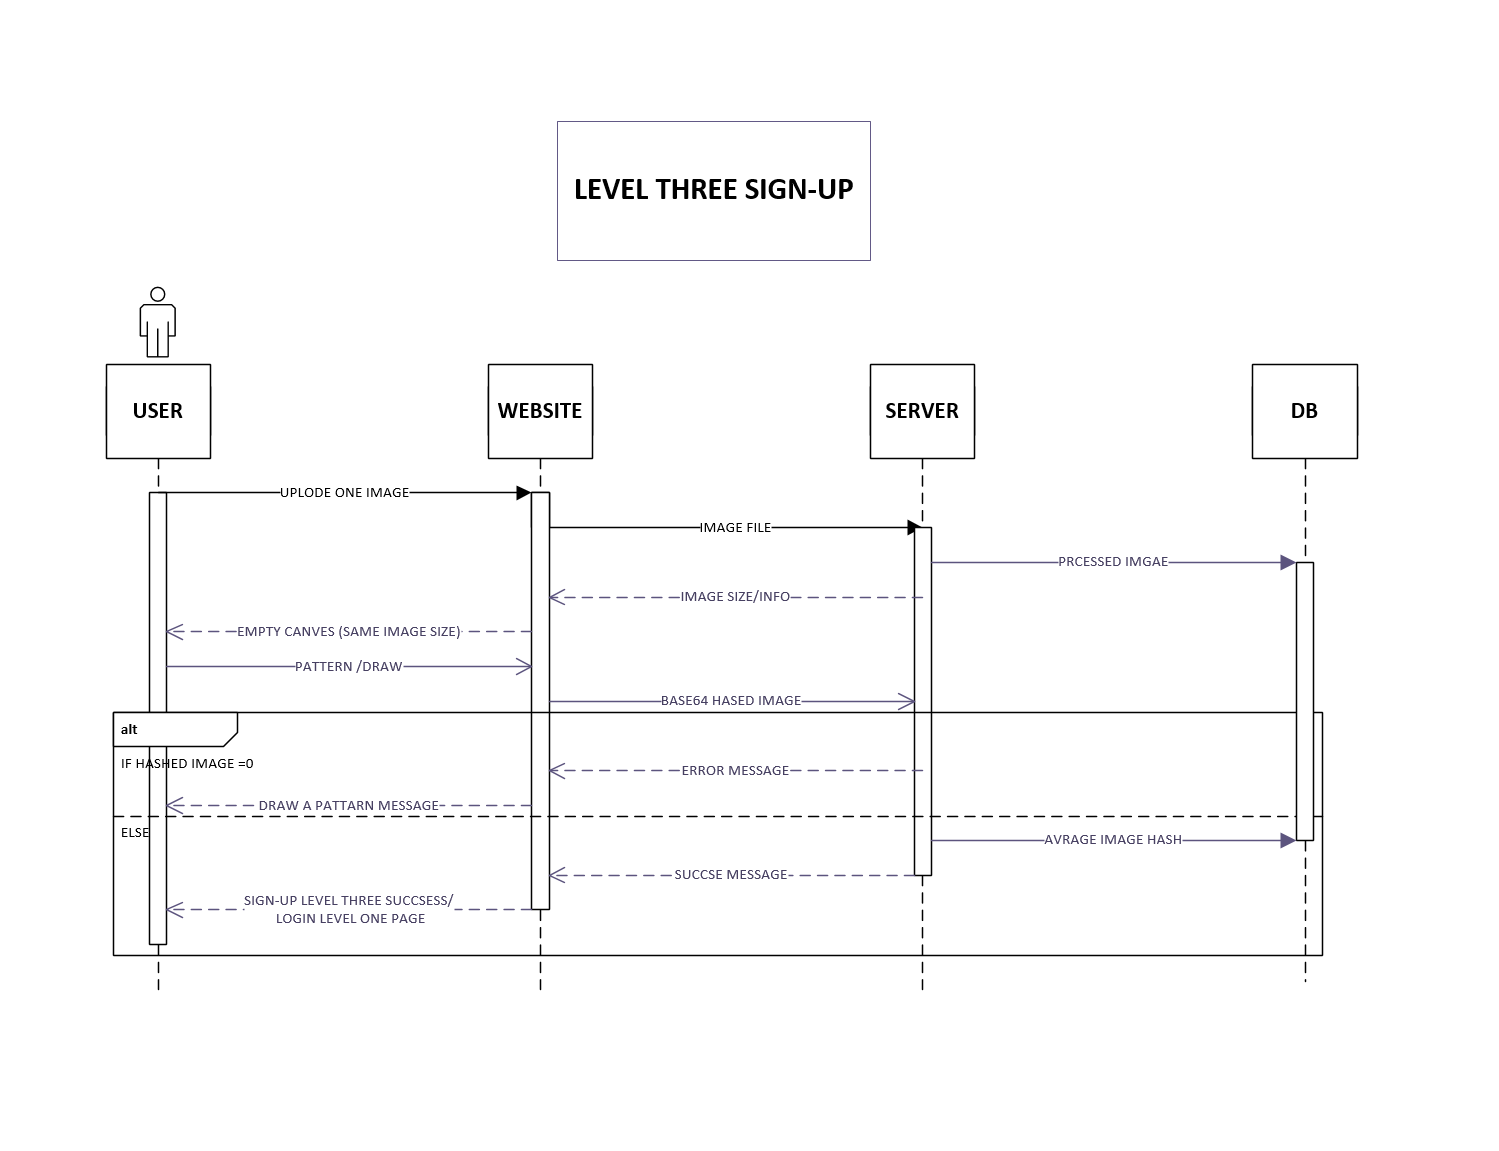 LEVEL THREE SIGN-UP
USER
WEBSITE
SERVER
DB
UPLODE ONE IMAGE
IMAGE FILE
PRCESSED IMGAE
IMAGE SIZE/INFO
EMPTY CANVES (SAME IMAGE SIZE)
PATTERN /DRAW
BASE64 HASED IMAGE
alt
IF HASHED IMAGE =0
ERROR MESSAGE
DRAW A PATTARN MESSAGE
ELSE
AVRAGE IMAGE HASH
SUCCSE MESSAGE
SIGN-UP LEVEL THREE SUCCSESS/
LOGIN LEVEL ONE PAGE